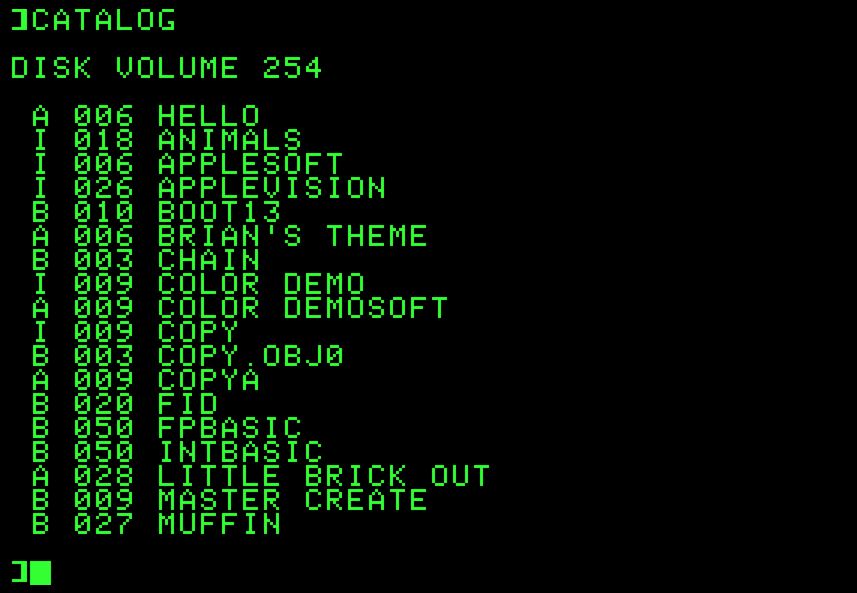 ]CATALOG
DISK VOLUME 254
A 006 HELLO
I 018 ANIMALS
I 006 APPLESOFT
I 026 APPLEVISION
B 010 BOOT13
A 006 BRIAN'S THEME
B 003 CHAIN
I 009 COLOR DEMO
A 009 COLOR DEMOSOFT
I 009 COPY
B 003 COPY.OBJ0
A 009 COPYA
B 020 FID
B 050 FPBASIC
B 050 INTBASIC
A 028 LITTLE BRICK OUT
B 009 MASTER CREATE
B 027 MUFFIN
]